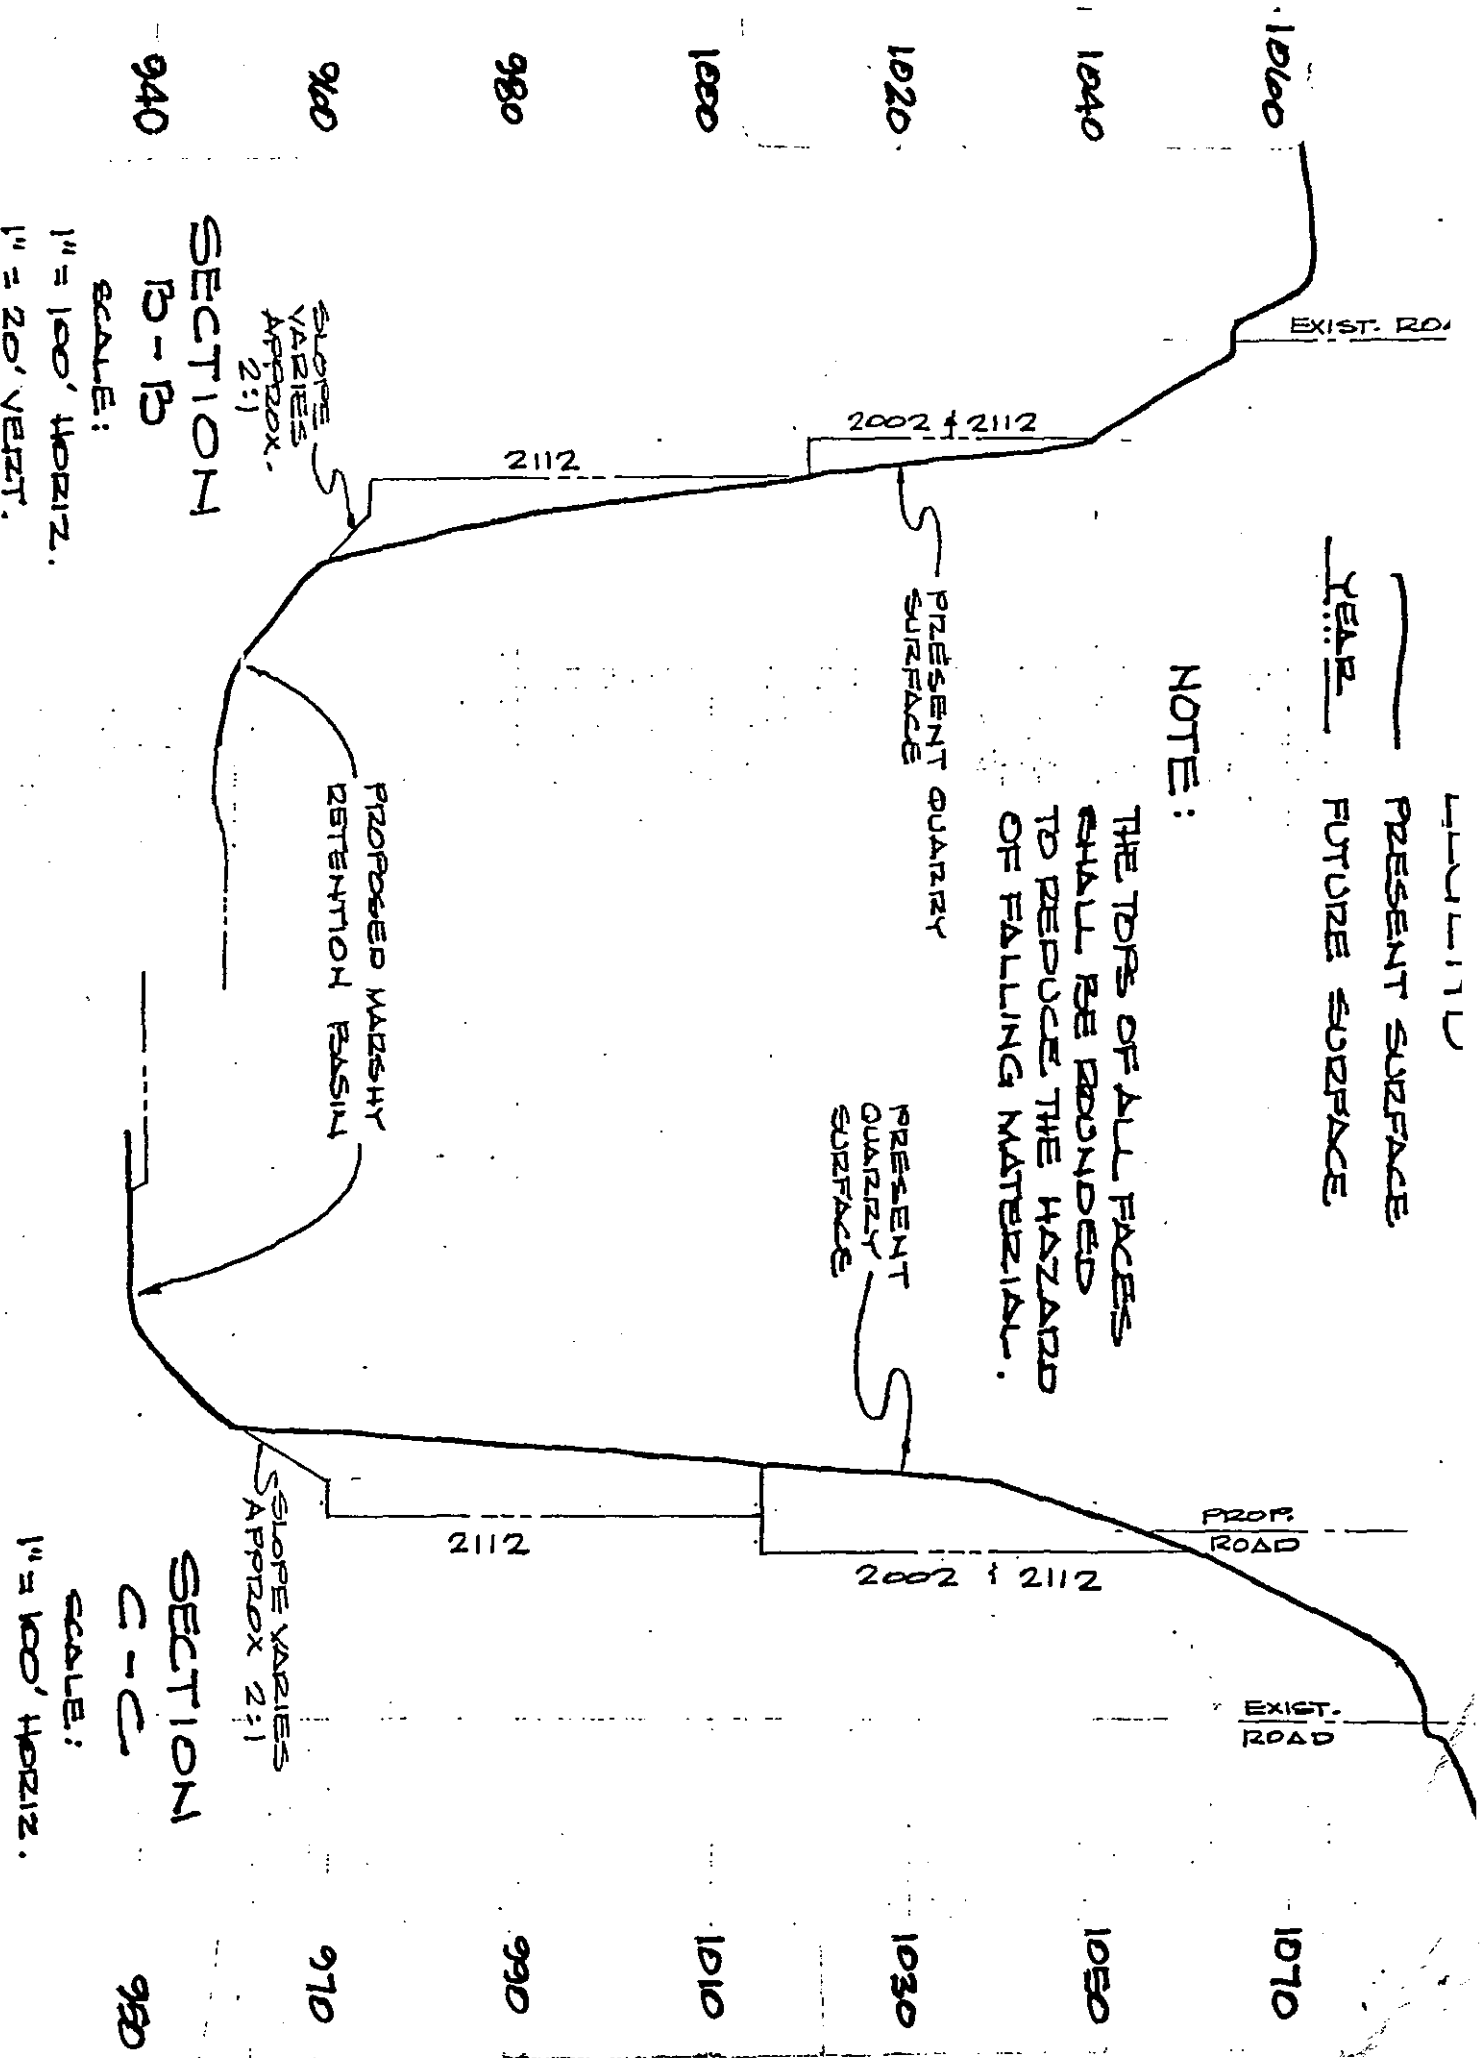 PRESENT SURFACE
YEAR FUTURE SURFACE
NOTE:
THE TOPS OF ALL FACES
SHALL BE ROUNDED
TO REDUCE THE HAZARD
OF FALLING MATERIAL.
1060
1040
1020
1000
980
960
940
EXIST.
2002 & 2112
2112
PRESENT QUARRY
SURFACE
SLOPE
VARIES
APPROX.
2:1
SECTION
B-B
SCALE:
1" = 100' HORIZ.
1" = 20' VERT.
PROPOSED MARSHY
RETENTION BASIN
PRESENT
QUARRY
SURFACE
EXIST.
ROAD
PROP.
ROAD
2002 & 2112
2112
SLOPE VARIES
APPROX 2:1
1070
1050
1030
1010
990
970
950
SECTION
C-C
SCALE:
1" = 100' HORIZ.